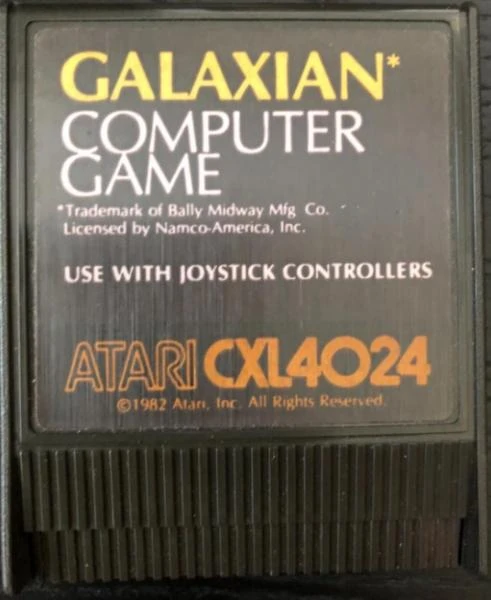 GALAXIAN*
COMPUTER
GAME
*Trademark of Bally Midway Mfg Co.
Licensed by Namco-America, Inc.
USE WITH JOYSTICK CONTROLLERS
ATARI CXL4024
©1982 Atari, Inc. All Rights Reserved.